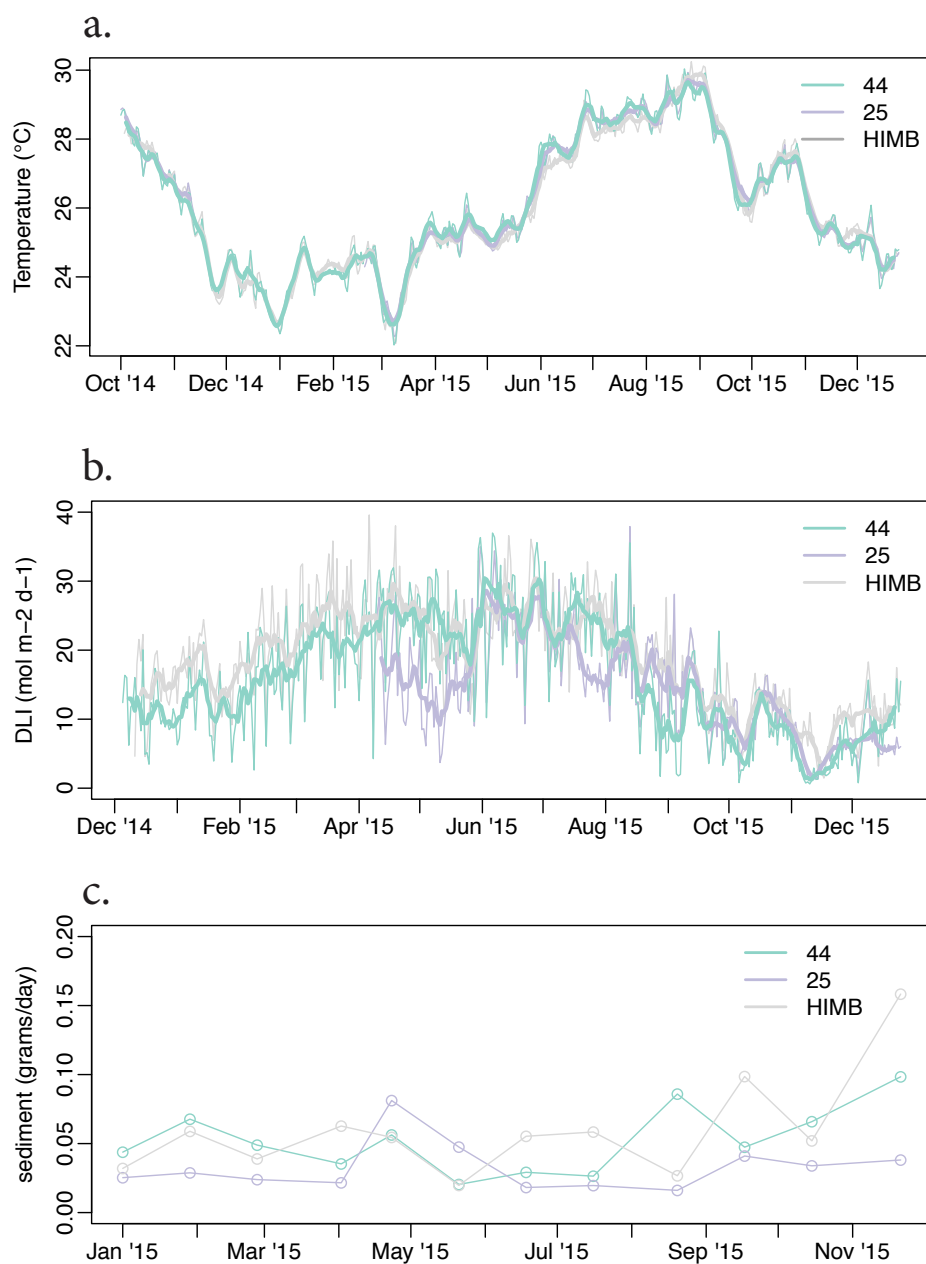 a.
Temperature (°C)
30
28
26
24
22
44
25
HIMB
Oct '14
Dec '14
Feb '15
Apr '15
Jun '15
Aug '15
Oct '15
Dec '15
b.
DLI (mol m−2 d−1)
40
30
20
10
0
44
25
HIMB
Dec '14
Feb '15
Apr '15
Jun '15
Aug '15
Oct '15
Dec '15
c.
sediment (grams/day)
0.20
0.15
0.10
0.05
0.00
44
25
HIMB
Jan '15
Mar '15
May '15
Jul '15
Sep '15
Nov '15